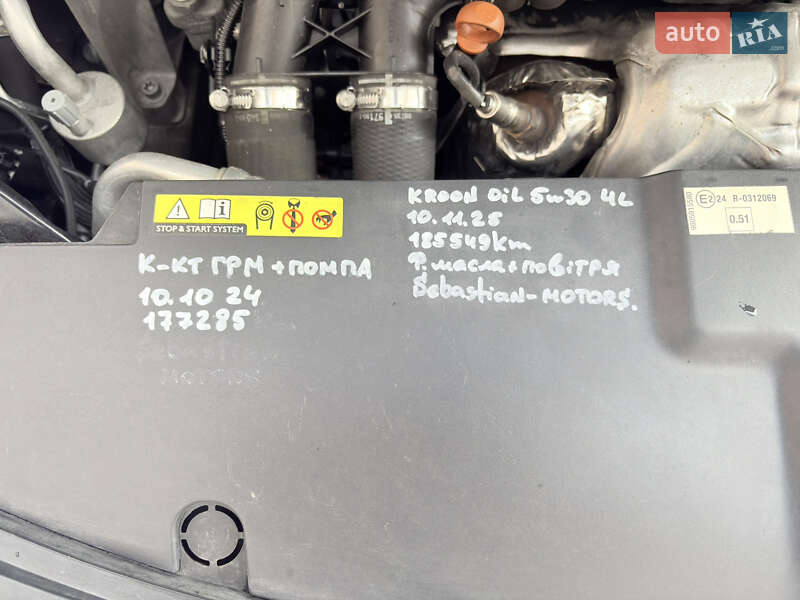 auto RIA
.com
STOP & START SYSTEM
E2 24 R-0312069
0.51
KROON OiL 5w30 4L
10.11.25
185549km
Ф.масла+повітря
Sebastian-MOTORS.
К-КТ ГРМ +ПОМПА
10.10 24
177285